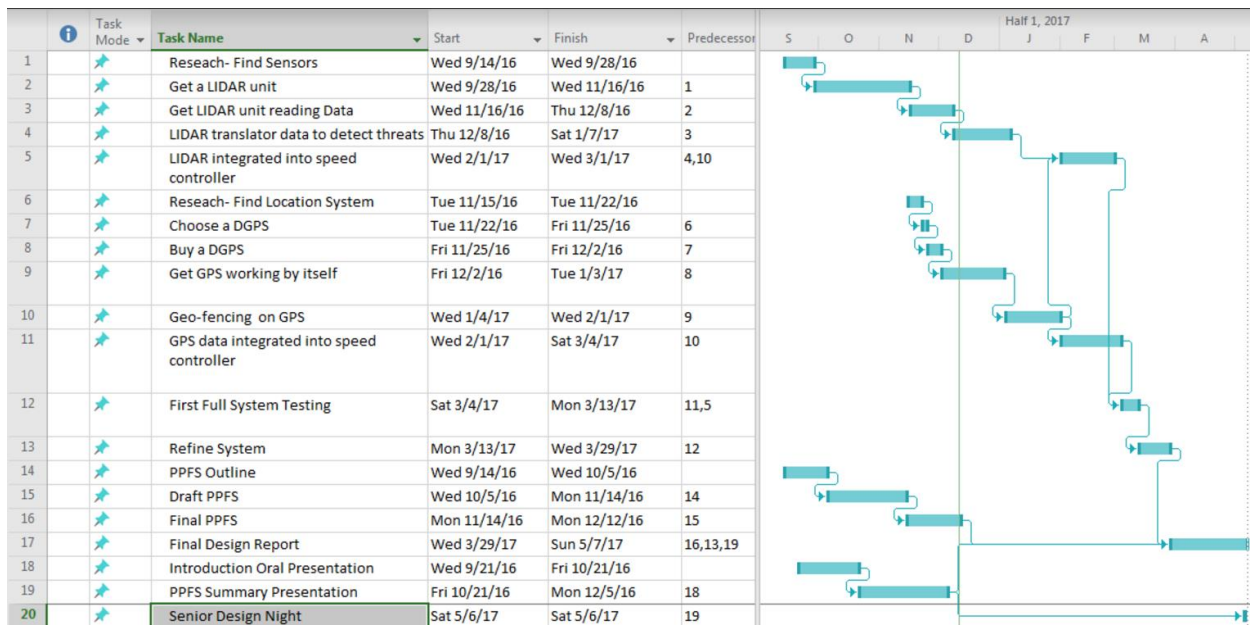 Half 1, 2017
Task Mode Task Name Start Finish Predecessor S O N D J F M A
1 Reseach- Find Sensors Wed 9/14/16 Wed 9/28/16
2 Get a LIDAR unit Wed 9/28/16 Wed 11/16/16 1
3 Get LIDAR unit reading Data Wed 11/16/16 Thu 12/8/16 2
4 LIDAR translator data to detect threats Thu 12/8/16 Sat 1/7/17 3
5 LIDAR integrated into speed controller Wed 2/1/17 Wed 3/1/17 4,10
6 Reseach- Find Location System Tue 11/15/16 Tue 11/22/16
7 Choose a DGPS Tue 11/22/16 Fri 11/25/16 6
8 Buy a DGPS Fri 11/25/16 Fri 12/2/16 7
9 Get GPS working by itself Fri 12/2/16 Tue 1/3/17 8
10 Geo-fencing on GPS Wed 1/4/17 Wed 2/1/17 9
11 GPS data integrated into speed controller Wed 2/1/17 Sat 3/4/17 10
12 First Full System Testing Sat 3/4/17 Mon 3/13/17 11,5
13 Refine System Mon 3/13/17 Wed 3/29/17 12
14 PPFS Outline Wed 9/14/16 Wed 10/5/16
15 Draft PPFS Wed 10/5/16 Mon 11/14/16 14
16 Final PPFS Mon 11/14/16 Mon 12/12/16 15
17 Final Design Report Wed 3/29/17 Sun 5/7/17 16,13,19
18 Introduction Oral Presentation Wed 9/21/16 Fri 10/21/16
19 PPFS Summary Presentation Fri 10/21/16 Mon 12/5/16 18
20 Senior Design Night Sat 5/6/17 Sat 5/6/17 19